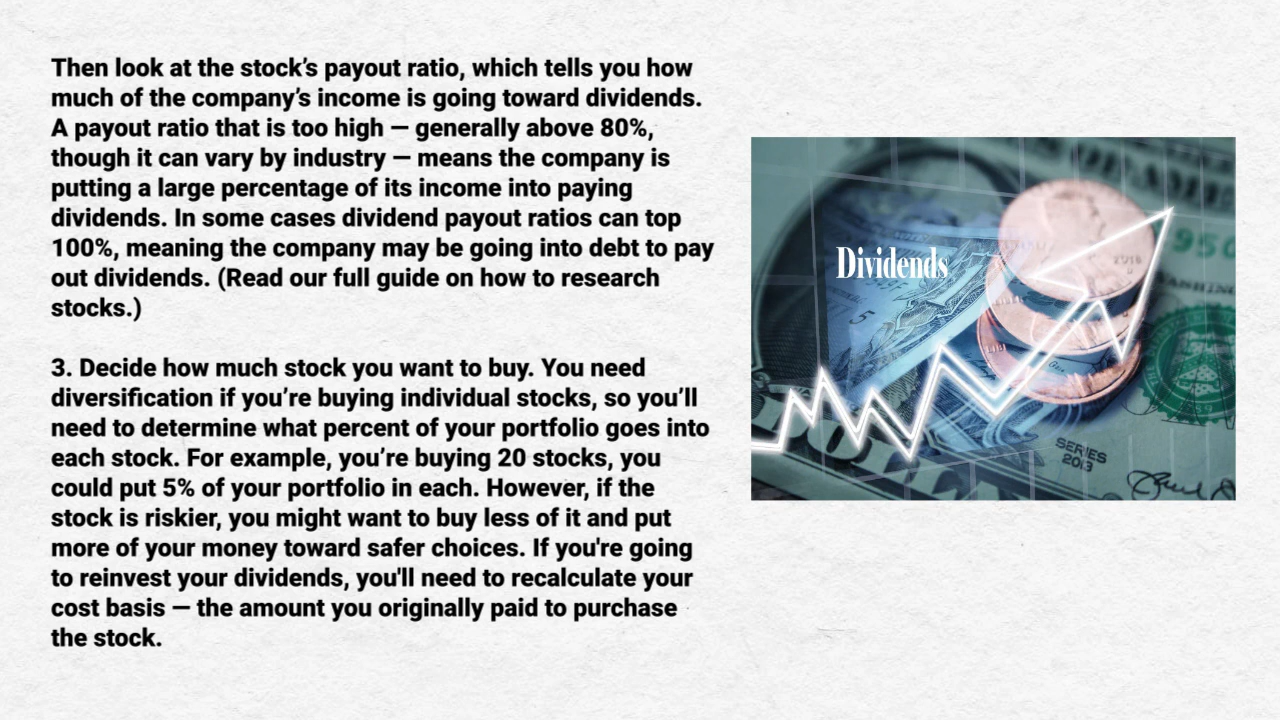 Then look at the stock’s payout ratio, which tells you how
much of the company’s income is going toward dividends.
A payout ratio that is too high — generally above 80%,
though it can vary by industry — means the company is
putting a large percentage of its income into paying
dividends. In some cases dividend payout ratios can top
100%, meaning the company may be going into debt to pay
out dividends. (Read our full guide on how to research
stocks.)
3. Decide how much stock you want to buy. You need
diversification if you’re buying individual stocks, so you’ll
need to determine what percent of your portfolio goes into
each stock. For example, you’re buying 20 stocks, you
could put 5% of your portfolio in each. However, if the
stock is riskier, you might want to buy less of it and put
more of your money toward safer choices. If you're going
to reinvest your dividends, you'll need to recalculate your
cost basis — the amount you originally paid to purchase
the stock.
Dividends
SERIES
2013